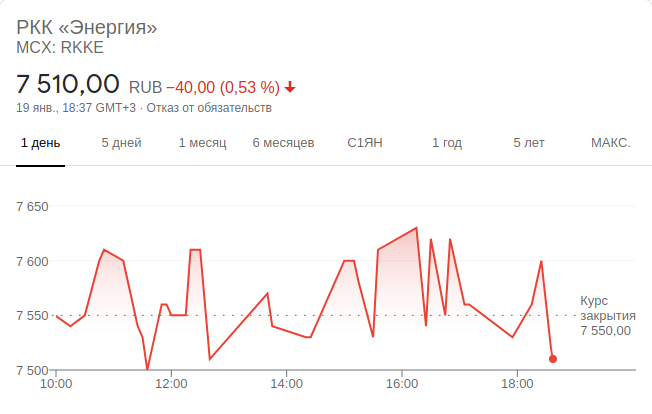 РКК «Энергия»
MCX: RKKE
7 510,00 RUB −40,00 (0,53 %)
19 янв., 18:37 GMT+3 · Отказ от обязательств
1 день 5 дней 1 месяц 6 месяцев С1ЯН 1 год 5 лет МАКС.
7 650
7 600
7 550
7 500
Курс
закрытия
7 550,00
10:00 12:00 14:00 16:00 18:00